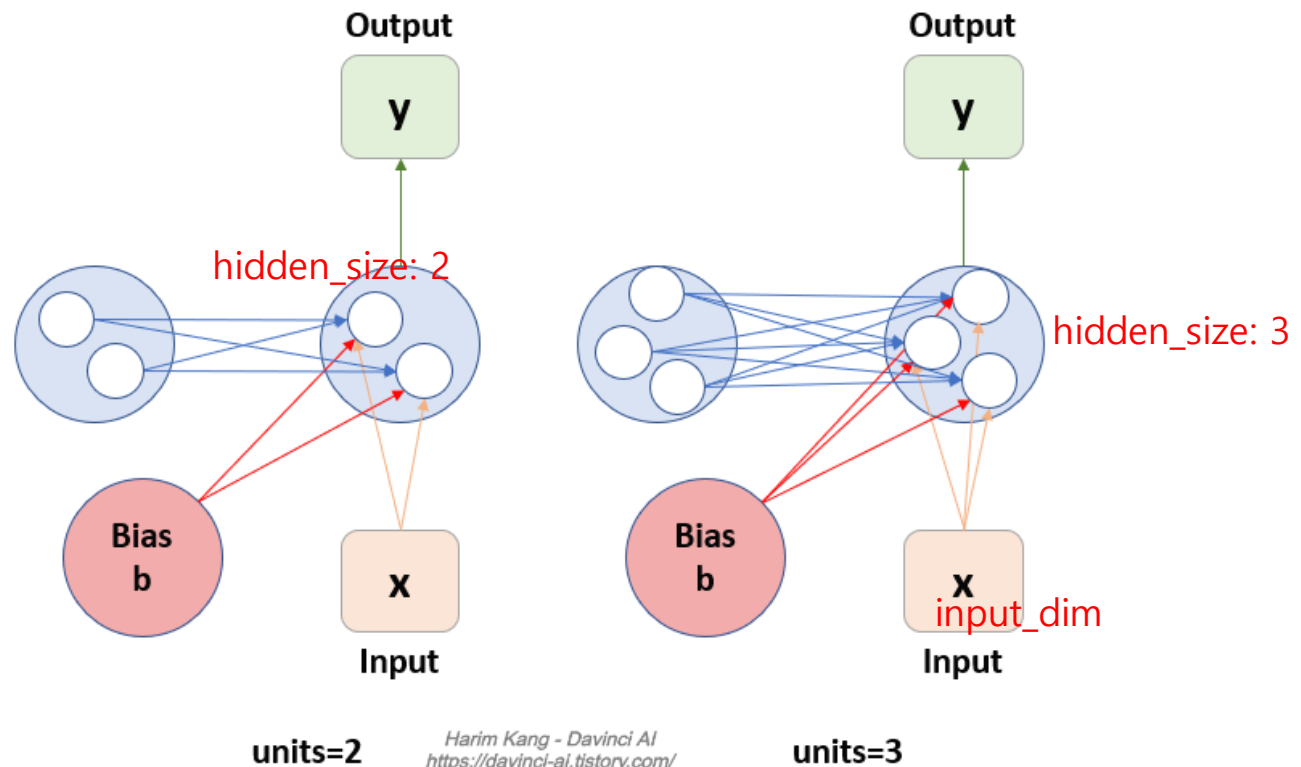 Output
y
hidden_size: 2
Bias
b
x
Input
units=2
Output
y
hidden_size: 3
Bias
b
x
input_dim
Input
units=3
Harim Kang - Davinci AI
https://davinci-ai.tistory.com/